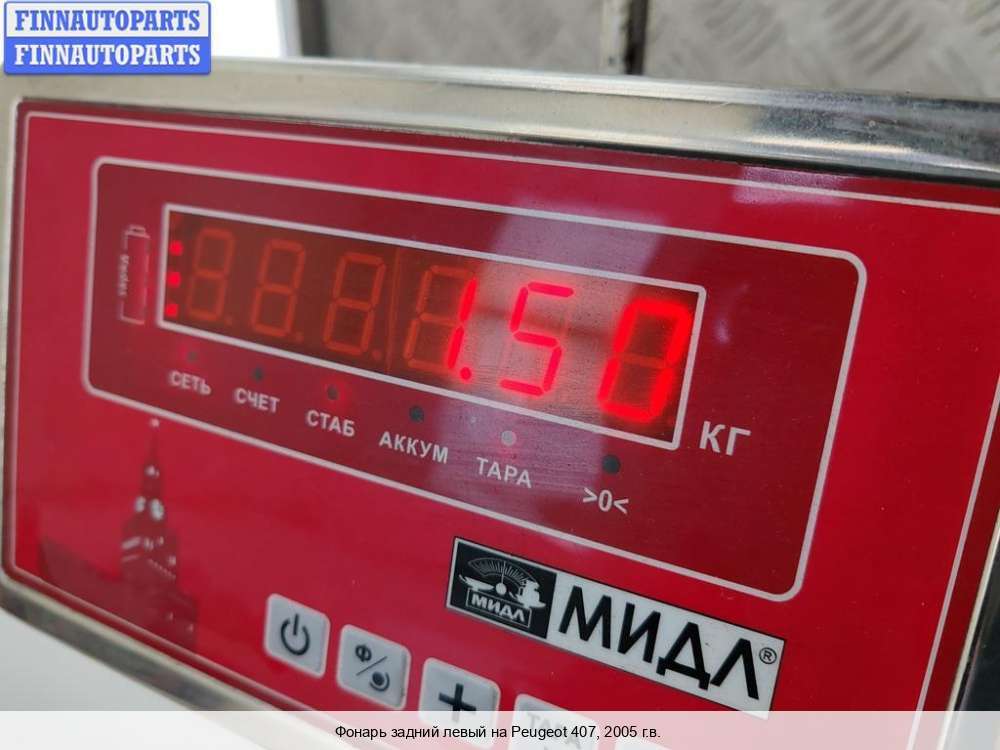 FINNAUTOPARTS
FINNAUTOPARTS
1.50
КГ
СЕТЬ СЧЕТ СТАБ АККУМ ТАРА >0<
МИДЛ
МИДЛ®
Ф
+
ТАРА
Фонарь задний левый на Peugeot 407, 2005 г.в.